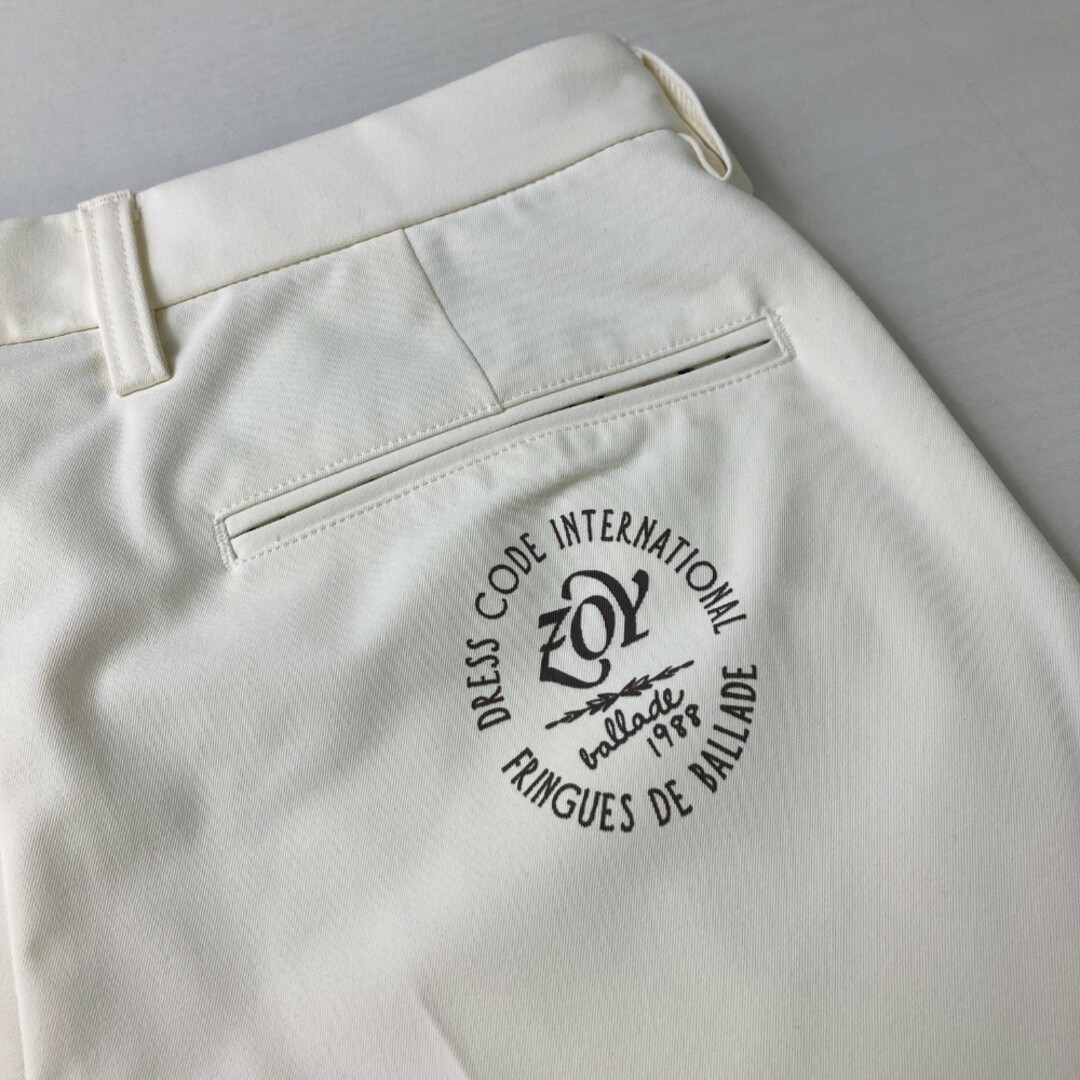 DRESS CODE INTERNATIONAL
ZOY
ballade
1988
FRINGUES DE BALLADE